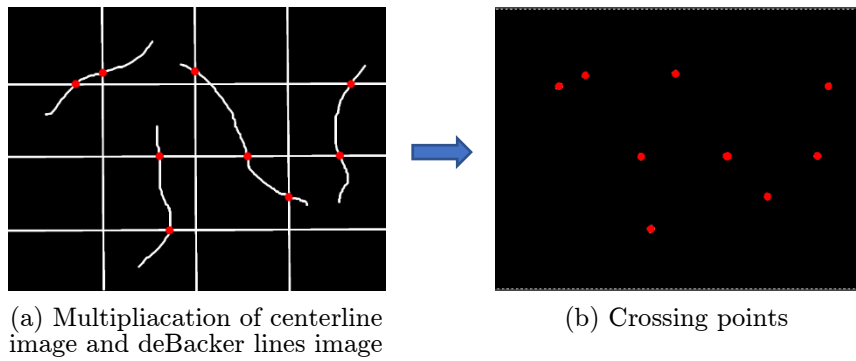 (a) Multipliacation of centerline
image and deBacker lines image
(b) Crossing points